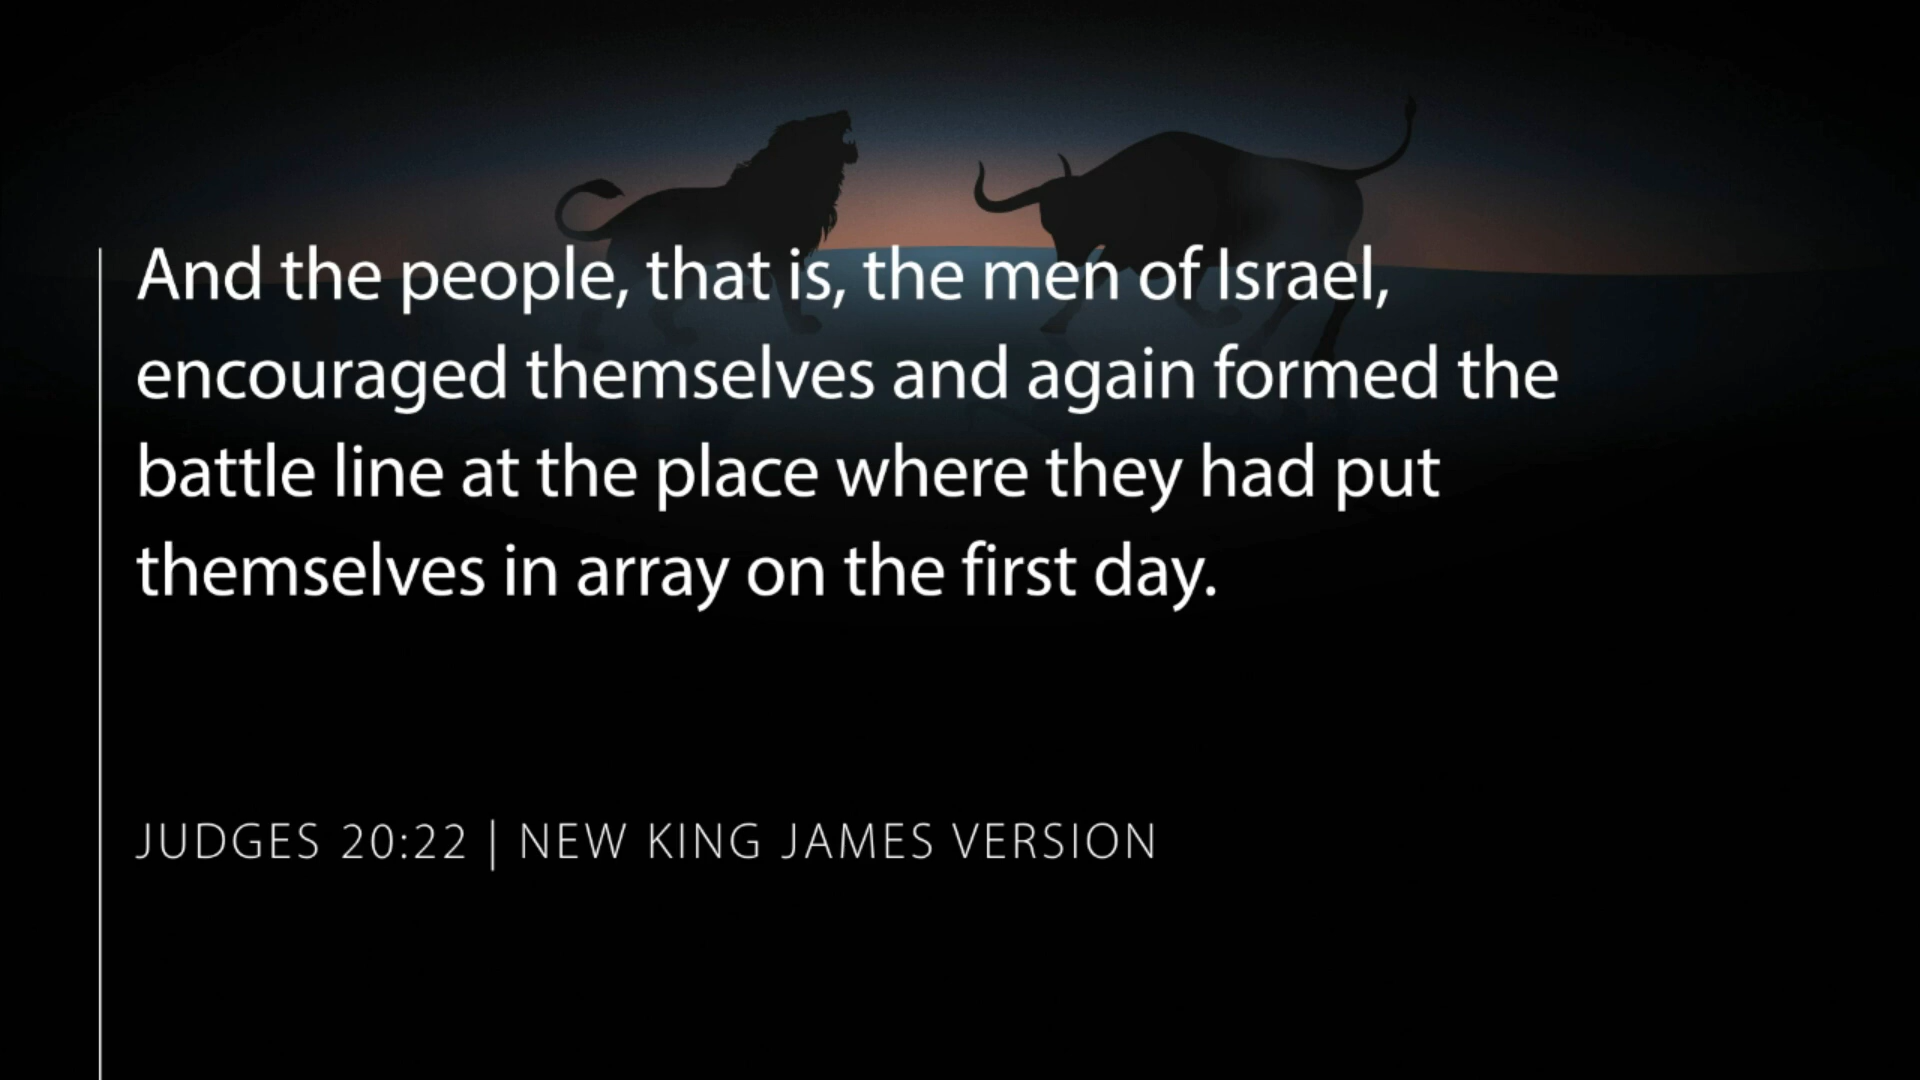 And the people, that is, the men of Israel,
encouraged themselves and again formed the
battle line at the place where they had put
themselves in array on the first day.
JUDGES 20:22 | NEW KING JAMES VERSION